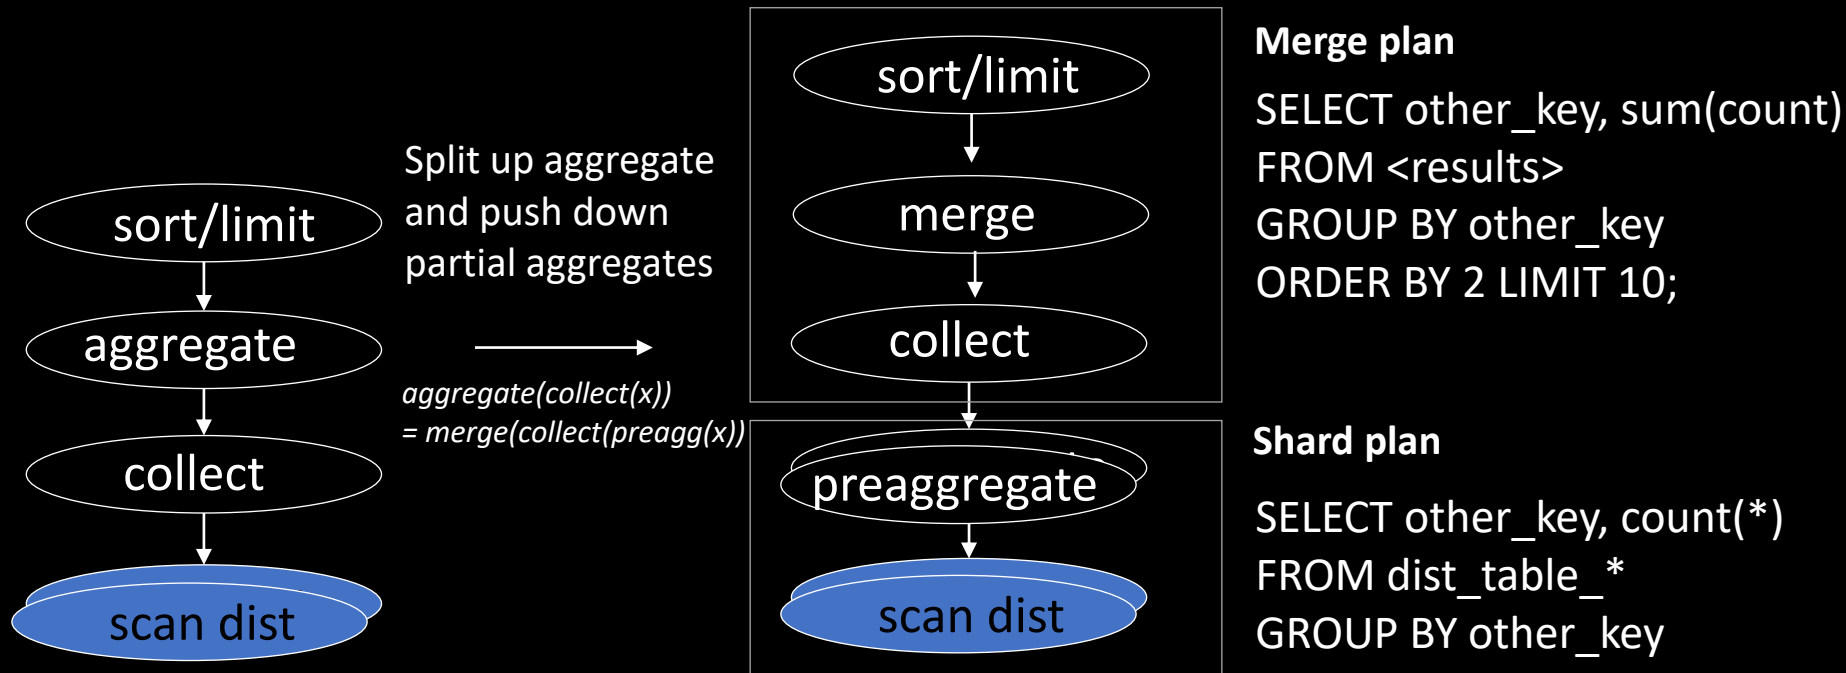 sort/limit
aggregate
collect
scan dist
Split up aggregate
and push down
partial aggregates
aggregate(collect(x))
= merge(collect(preagg(x))
sort/limit
merge
collect
preaggregate
scan dist
Merge plan
SELECT other_key, sum(count)
FROM <results>
GROUP BY other_key
ORDER BY 2 LIMIT 10;
Shard plan
SELECT other_key, count(*)
FROM dist_table_*
GROUP BY other_key